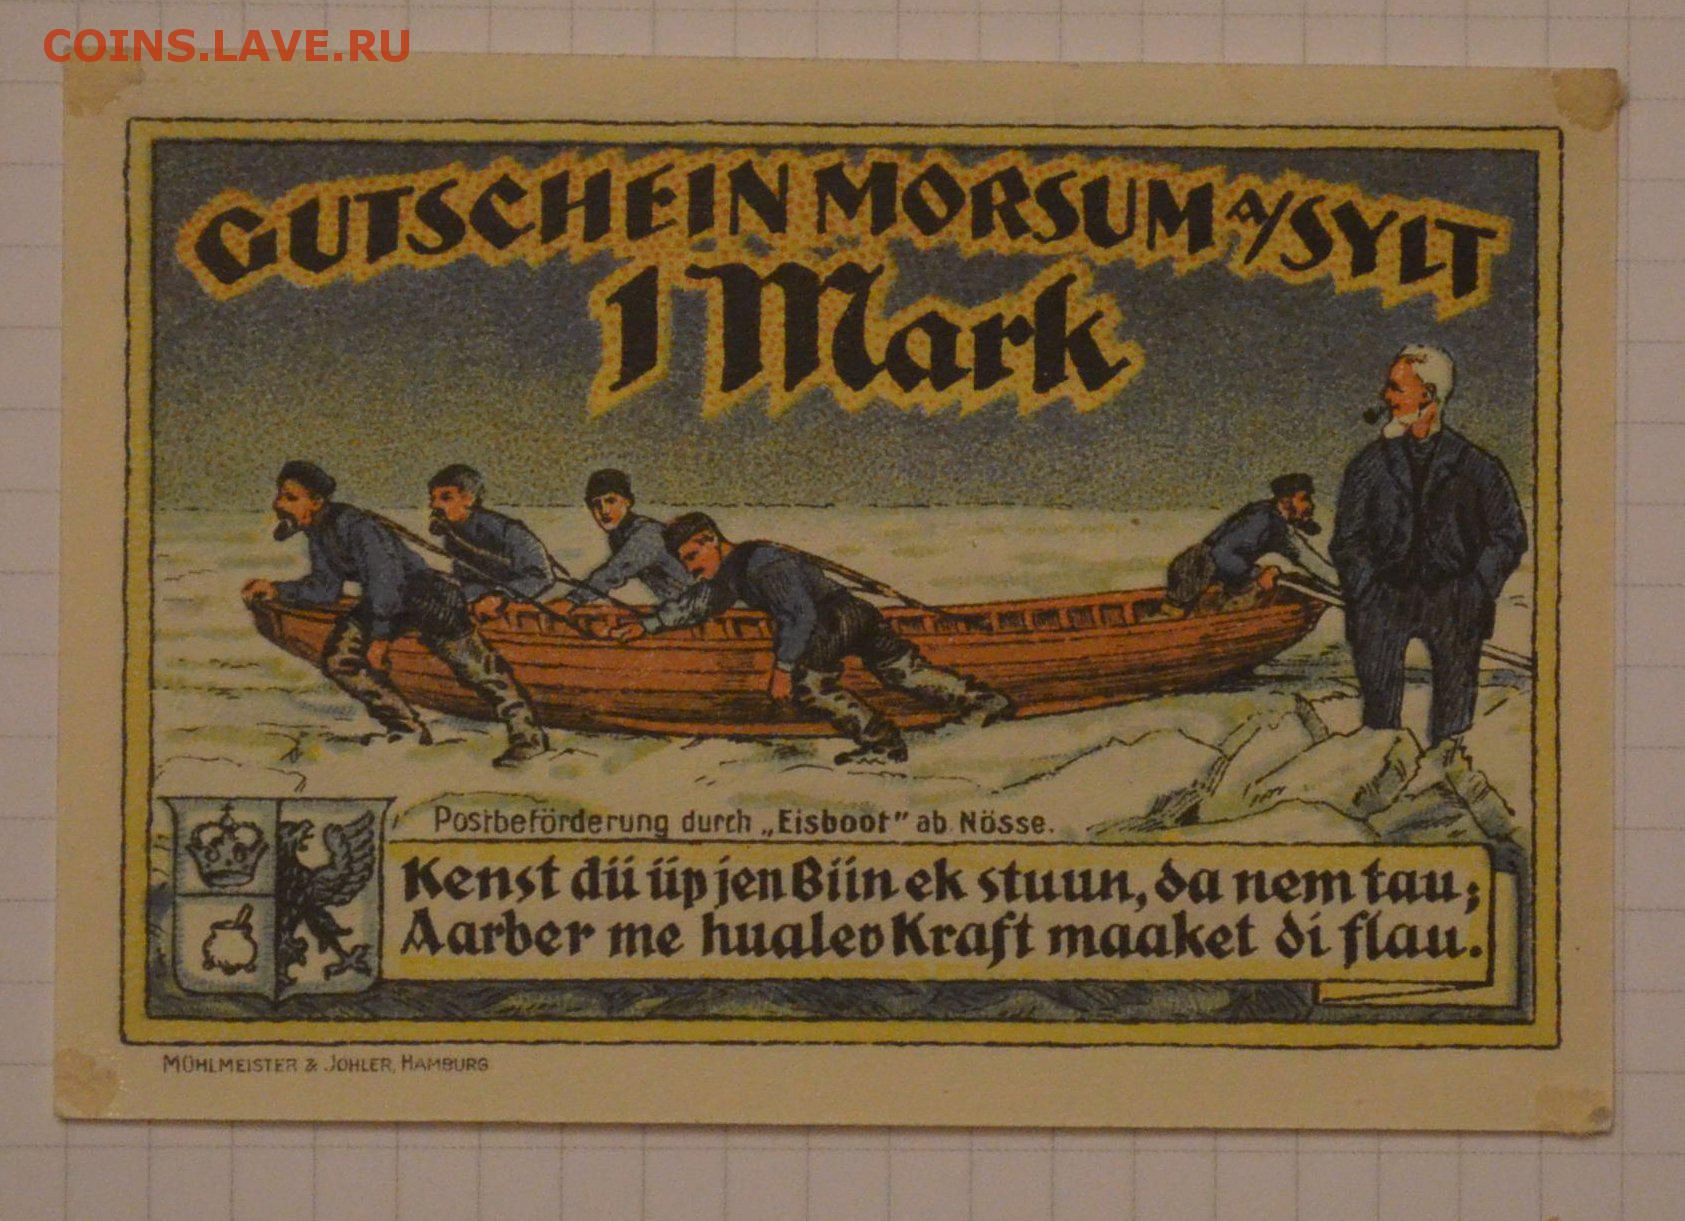 COINS.LAVE.RU
GUTSCHEIN MORSUM A/SYLT
1 Mark
Postbeförderung durch „Eisboot" ab Nösse.
Kenst dü üp jen Biin ek stuun, da nem tau;
Aarber me hualev Kraft maaket di flau.
MÜHLMEISTER & JOHLER, HAMBURG